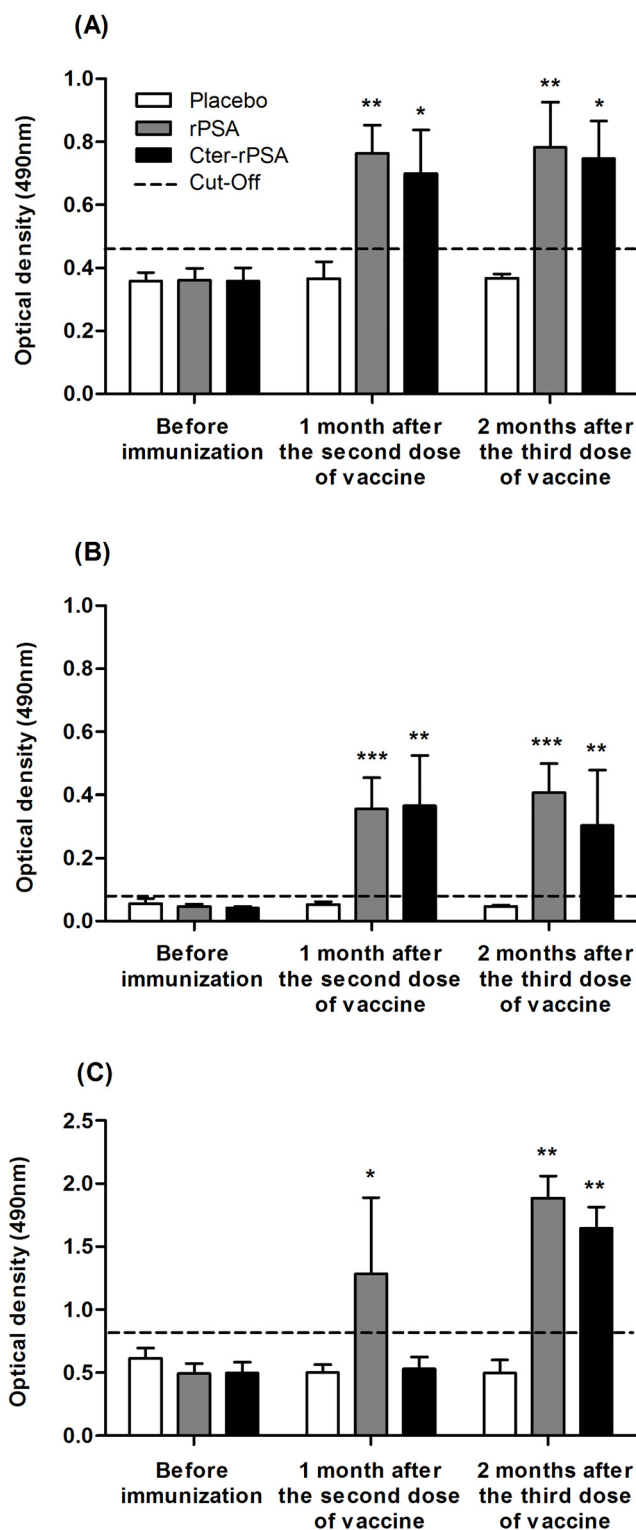 (A)
Optical density (490nm)
1.0
0.8
0.6
0.4
0.2
0.0
Placebo
rPSA
Cter-rPSA
Cut-Off
** * ** *
Before
immunization
1 month after
the second dose
of vaccine
2 months after
the third dose
of vaccine
(B)
Optical density (490nm)
1.0
0.8
0.6
0.4
0.2
0.0
*** ** *** **
Before
immunization
1 month after
the second dose
of vaccine
2 months after
the third dose
of vaccine
(C)
Optical density (490nm)
2.5
2.0
1.5
1.0
0.5
0.0
* ** **
Before
immunization
1 month after
the second dose
of vaccine
2 months after
the third dose
of vaccine